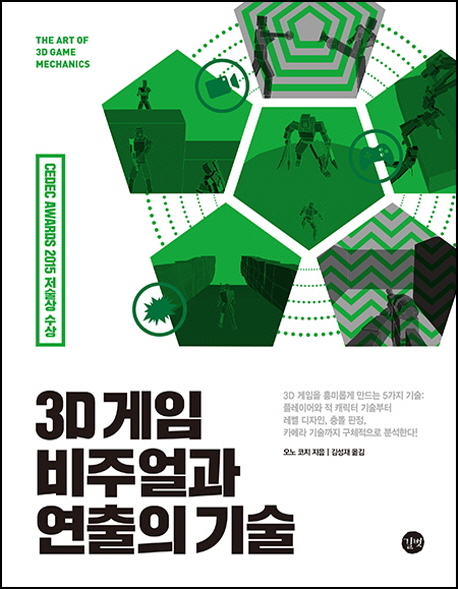 THE ART OF
3D GAME
MECHANICS
CEDEC AWARDS 2015 저술상 수상
3D 게임
비주얼과
연출의 기술
3D 게임을 흥미롭게 만드는 5가지 기술:
플레이어와 적 캐릭터 기술부터
레벨 디자인, 충돌 판정,
카메라 기술까지 구체적으로 분석한다!
오노 코지 지음 | 김성재 옮김
길벗